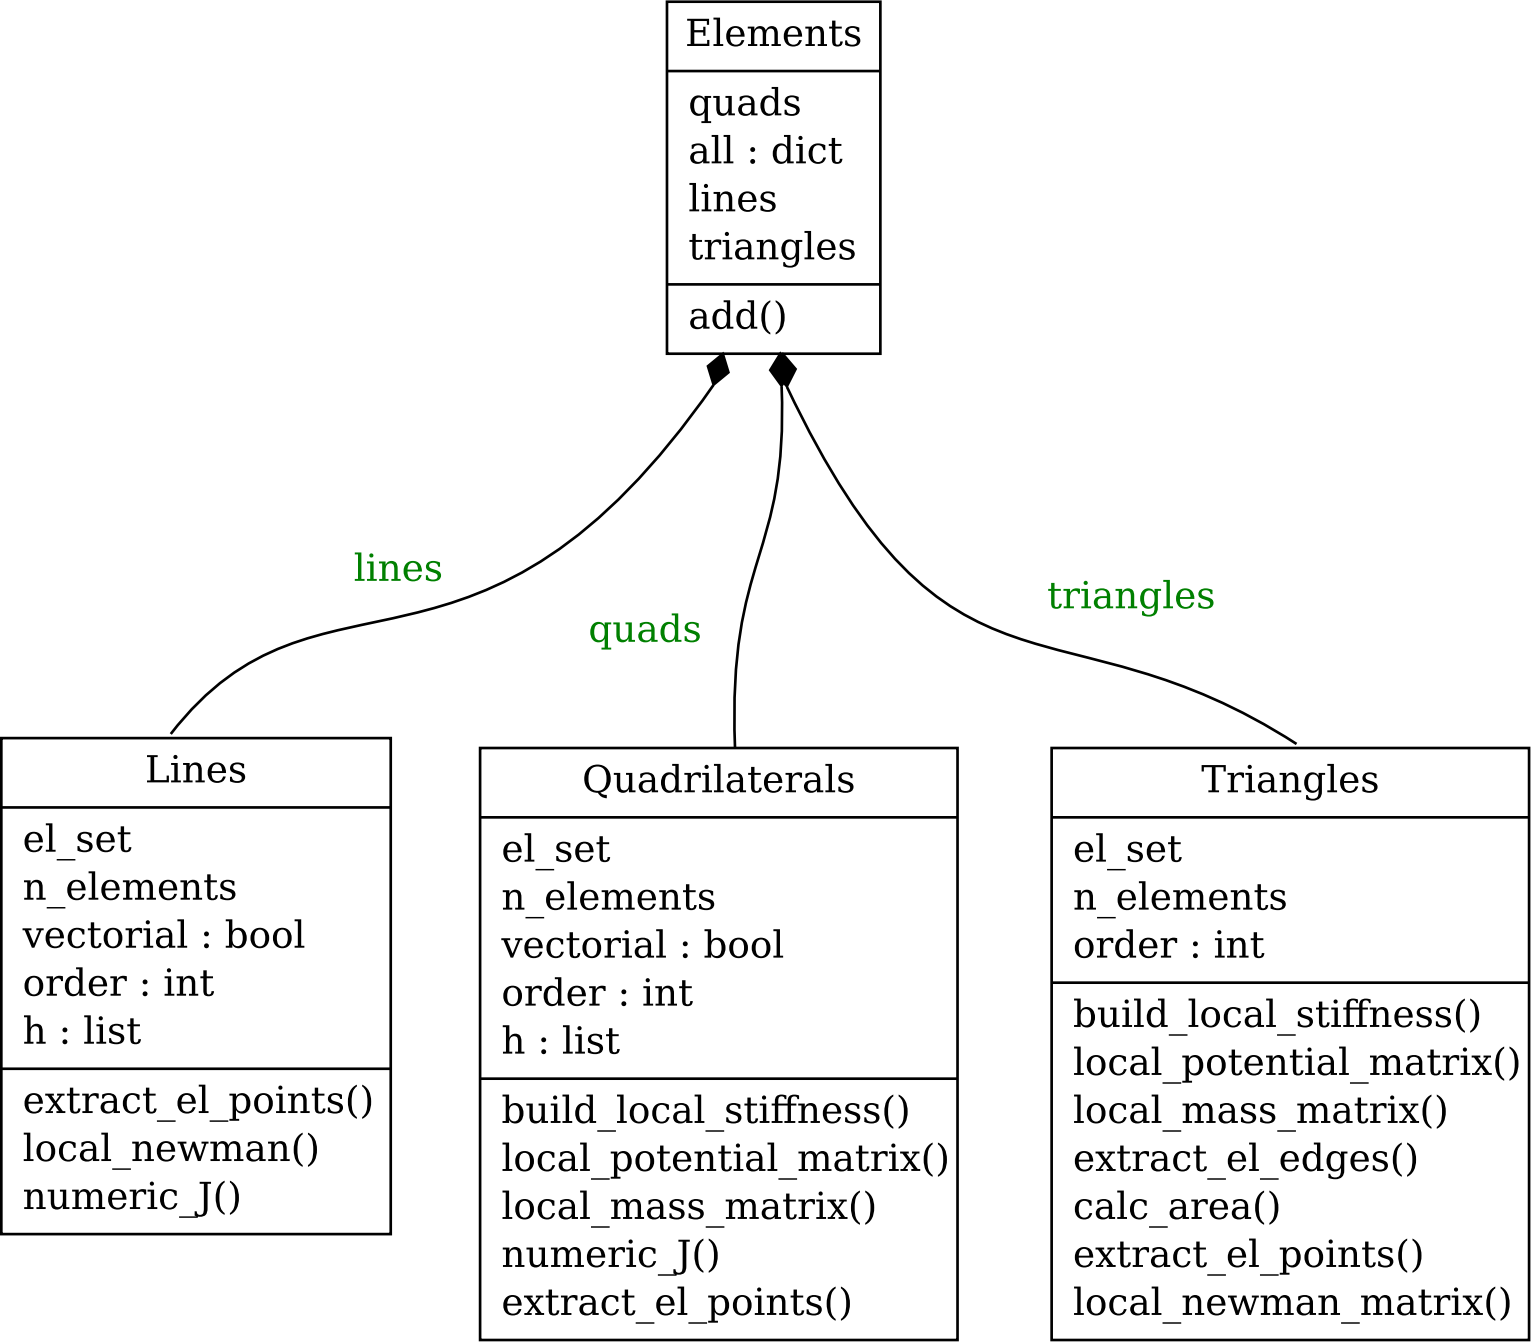 Elements
quads
all : dict
lines
triangles
add()
lines
quads
triangles
Lines
el_set
n_elements
vectorial : bool
order : int
h : list
extract_el_points()
local_newman()
numeric_J()
Quadrilaterals
el_set
n_elements
vectorial : bool
order : int
h : list
build_local_stiffness()
local_potential_matrix()
local_mass_matrix()
numeric_J()
extract_el_points()
Triangles
el_set
n_elements
order : int
build_local_stiffness()
local_potential_matrix()
local_mass_matrix()
extract_el_edges()
calc_area()
extract_el_points()
local_newman_matrix()